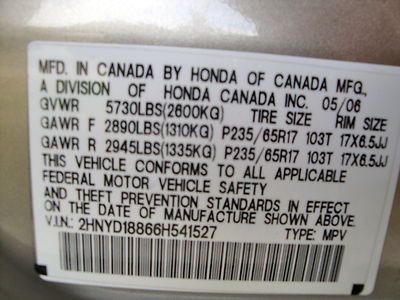 MFD. IN CANADA BY HONDA OF CANADA MFG.,
A DIVISION OF HONDA CANADA INC. 05/06
GVWR 5730LBS(2600KG) TIRE SIZE RIM SIZE
GAWR F 2890LBS(1310KG) P235/65R17 103T 17X6.5JJ
GAWR R 2945LBS(1335KG) P235/65R17 103T 17X6.5JJ
THIS VEHICLE CONFORMS TO ALL APPLICABLE
FEDERAL MOTOR VEHICLE SAFETY
AND THEFT PREVENTION STANDARDS IN EFFECT ON
THE DATE OF MANUFACTURE SHOWN ABOVE.
V.I.N.: 2HNYD18866H541527 TYPE: MPV